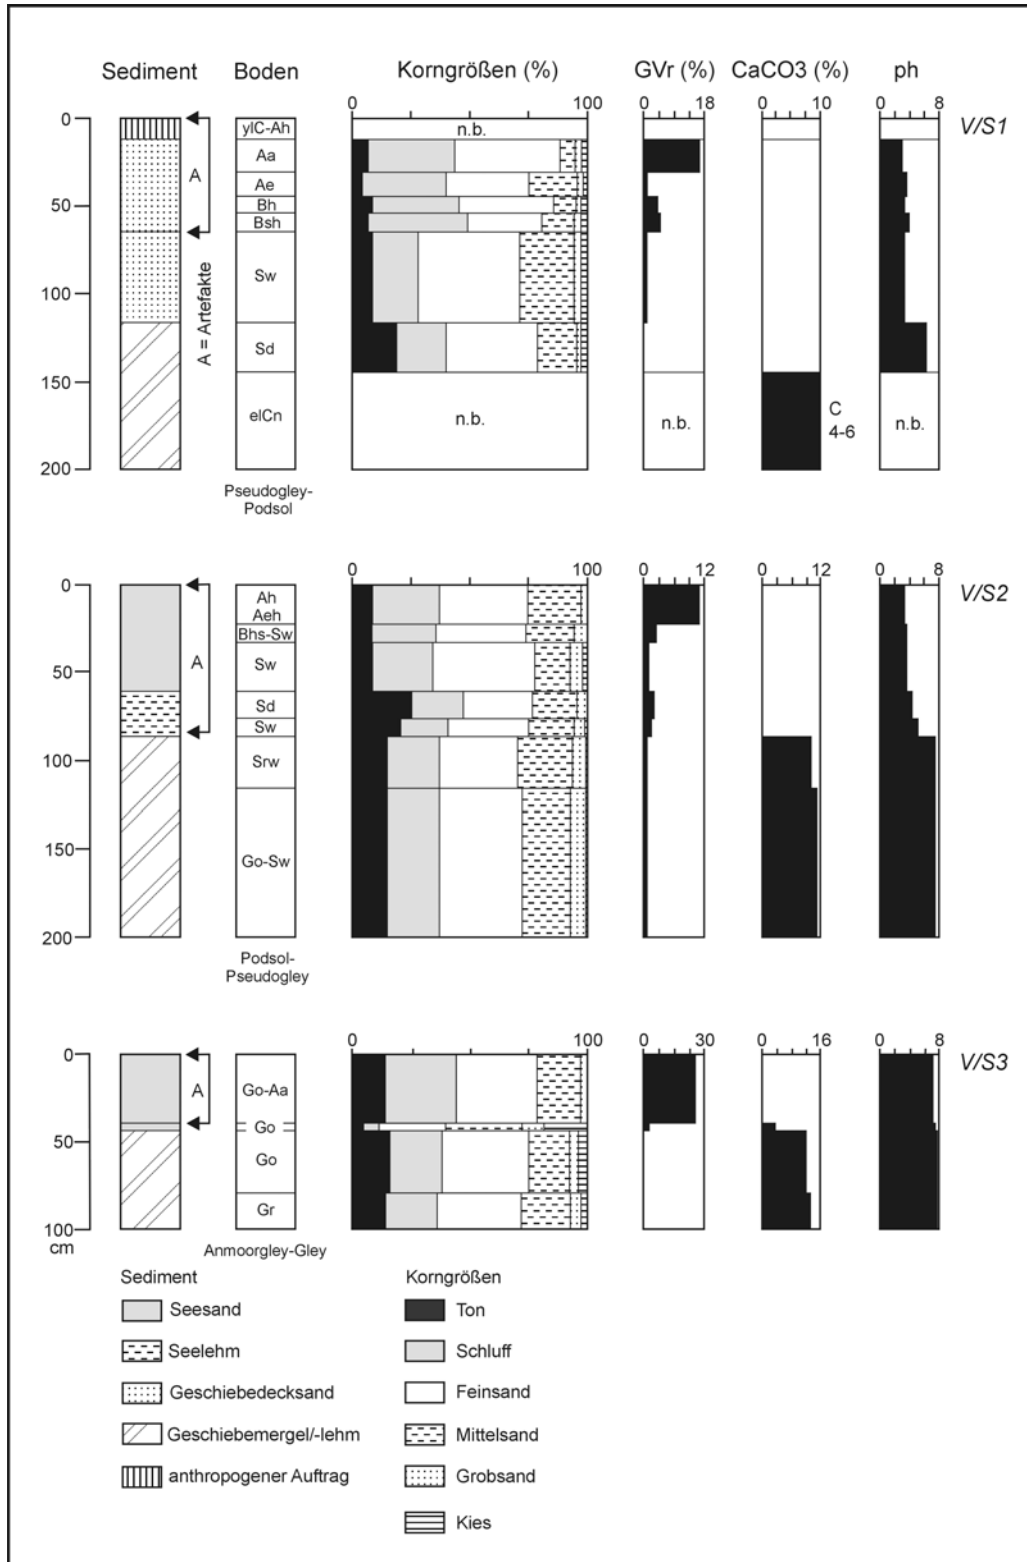 Sediment Boden Korngrößen (%) GVr (%) CaCO3 (%) ph
0 100 0 18 0 10 0 8
V/S1
0
50
100
150
200
A
A = Artefakte
ylC-Ah
Aa
Ae
Bh
Bsh
Sw
Sd
elCn
Pseudogley-
Podsol
n.b.
n.b.
n.b.
C
4-6
n.b.
0 100 0 12 0 12 0 8
V/S2
0
50
100
150
200
A
Ah
Aeh
Bhs-Sw
Sw
Sd
Sw
Srw
Go-Sw
Podsol-
Pseudogley
0 100 0 30 0 16 0 8
V/S3
0
50
100
cm
A
Go-Aa
Go
Go
Gr
Anmoorgley-Gley
Sediment
Seesand
Seelehm
Geschiebedecksand
Geschiebemergel/-lehm
anthropogener Auftrag
Korngrößen
Ton
Schluff
Feinsand
Mittelsand
Grobsand
Kies